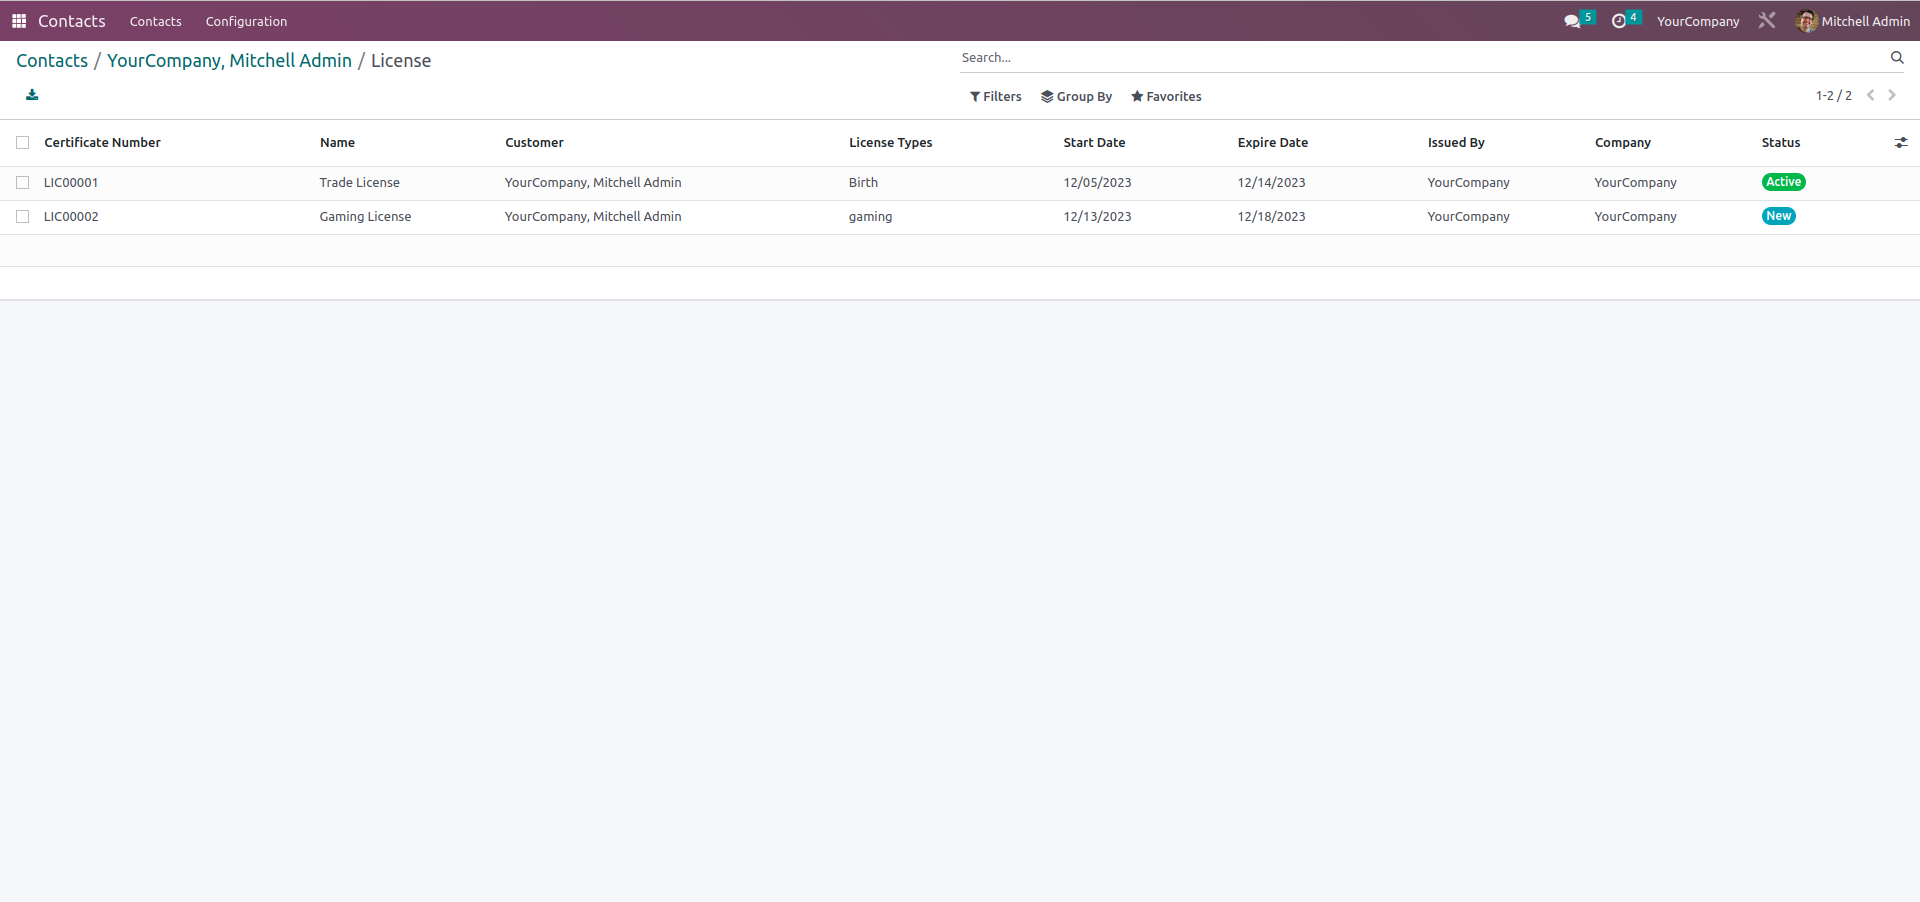 Contacts Contacts Configuration 5 4 YourCompany Mitchell Admin
Contacts / YourCompany, Mitchell Admin / License Search...
Filters Group By Favorites 1-2 / 2
Certificate Number Name Customer License Types Start Date Expire Date Issued By Company Status
LIC00001 Trade License YourCompany, Mitchell Admin Birth 12/05/2023 12/14/2023 YourCompany YourCompany Active
LIC00002 Gaming License YourCompany, Mitchell Admin gaming 12/13/2023 12/18/2023 YourCompany YourCompany New